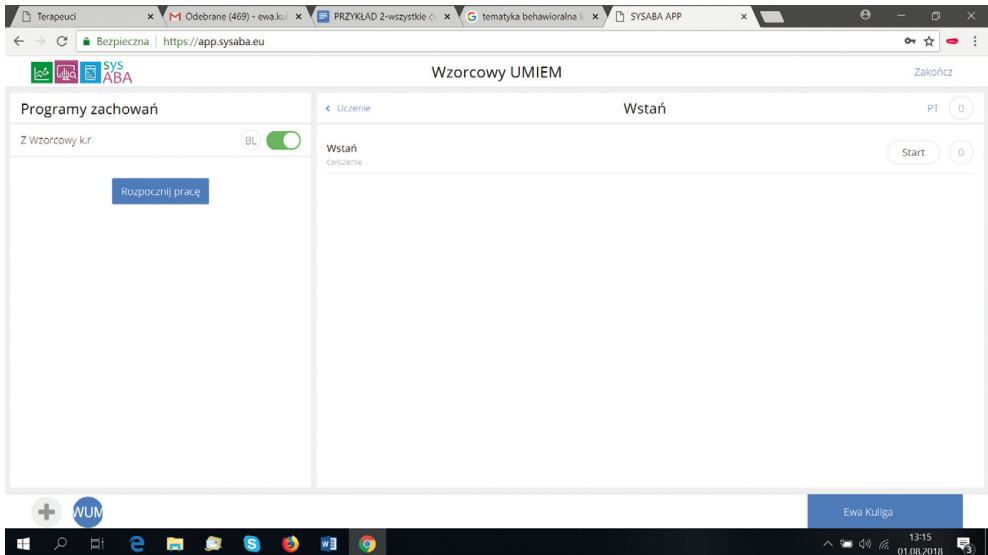 Terapeuci
Odebrane (469) - ewa.kul
PRZYKŁAD 2-wszystkie ćw
tematyka behawioralna
SYSABA APP
Bezpieczna | https://app.sysaba.eu
sys
ABA
Wzorcowy UMIEM
Zakończ
Programy zachowań
Uczenie
Wstań
PT 0
Z Wzorcowy k.r
BL
Wstań
ćwiczenie
Start 0
Rozpocznij pracę
WUM
Ewa Kuliga
13:15
01.08.2018
3